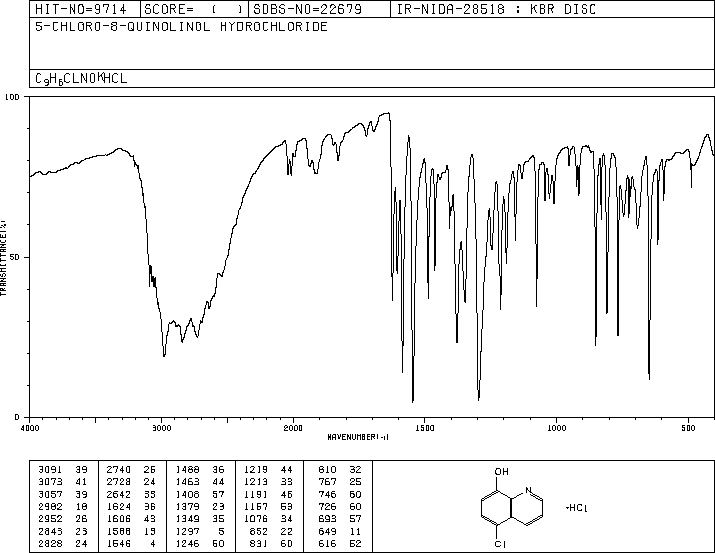 HIT-NO=9714 SCORE= ( ) SDBS-NO=22679 IR-NIDA-28518 : KBR DISC
5-CHLORO-8-QUINOLINOL HYDROCHLORIDE
C9H6CLNO·HCL
100
50
0
TRANSMITTANCE(%)
4000 3000 2000 1500 1000 500
WAVENUMBER(-1)
3091 39 2740 26 1488 36 1219 44 810 32
3073 41 2728 24 1463 44 1213 33 767 25
3057 39 2642 35 1408 57 1191 46 746 60
2982 18 1624 36 1379 23 1157 53 726 60
2952 26 1606 43 1349 35 1076 34 693 57
2843 23 1588 13 1297 5 852 22 649 11
2828 24 1546 4 1246 50 831 60 616 52
OH
N
Cl
·HCl